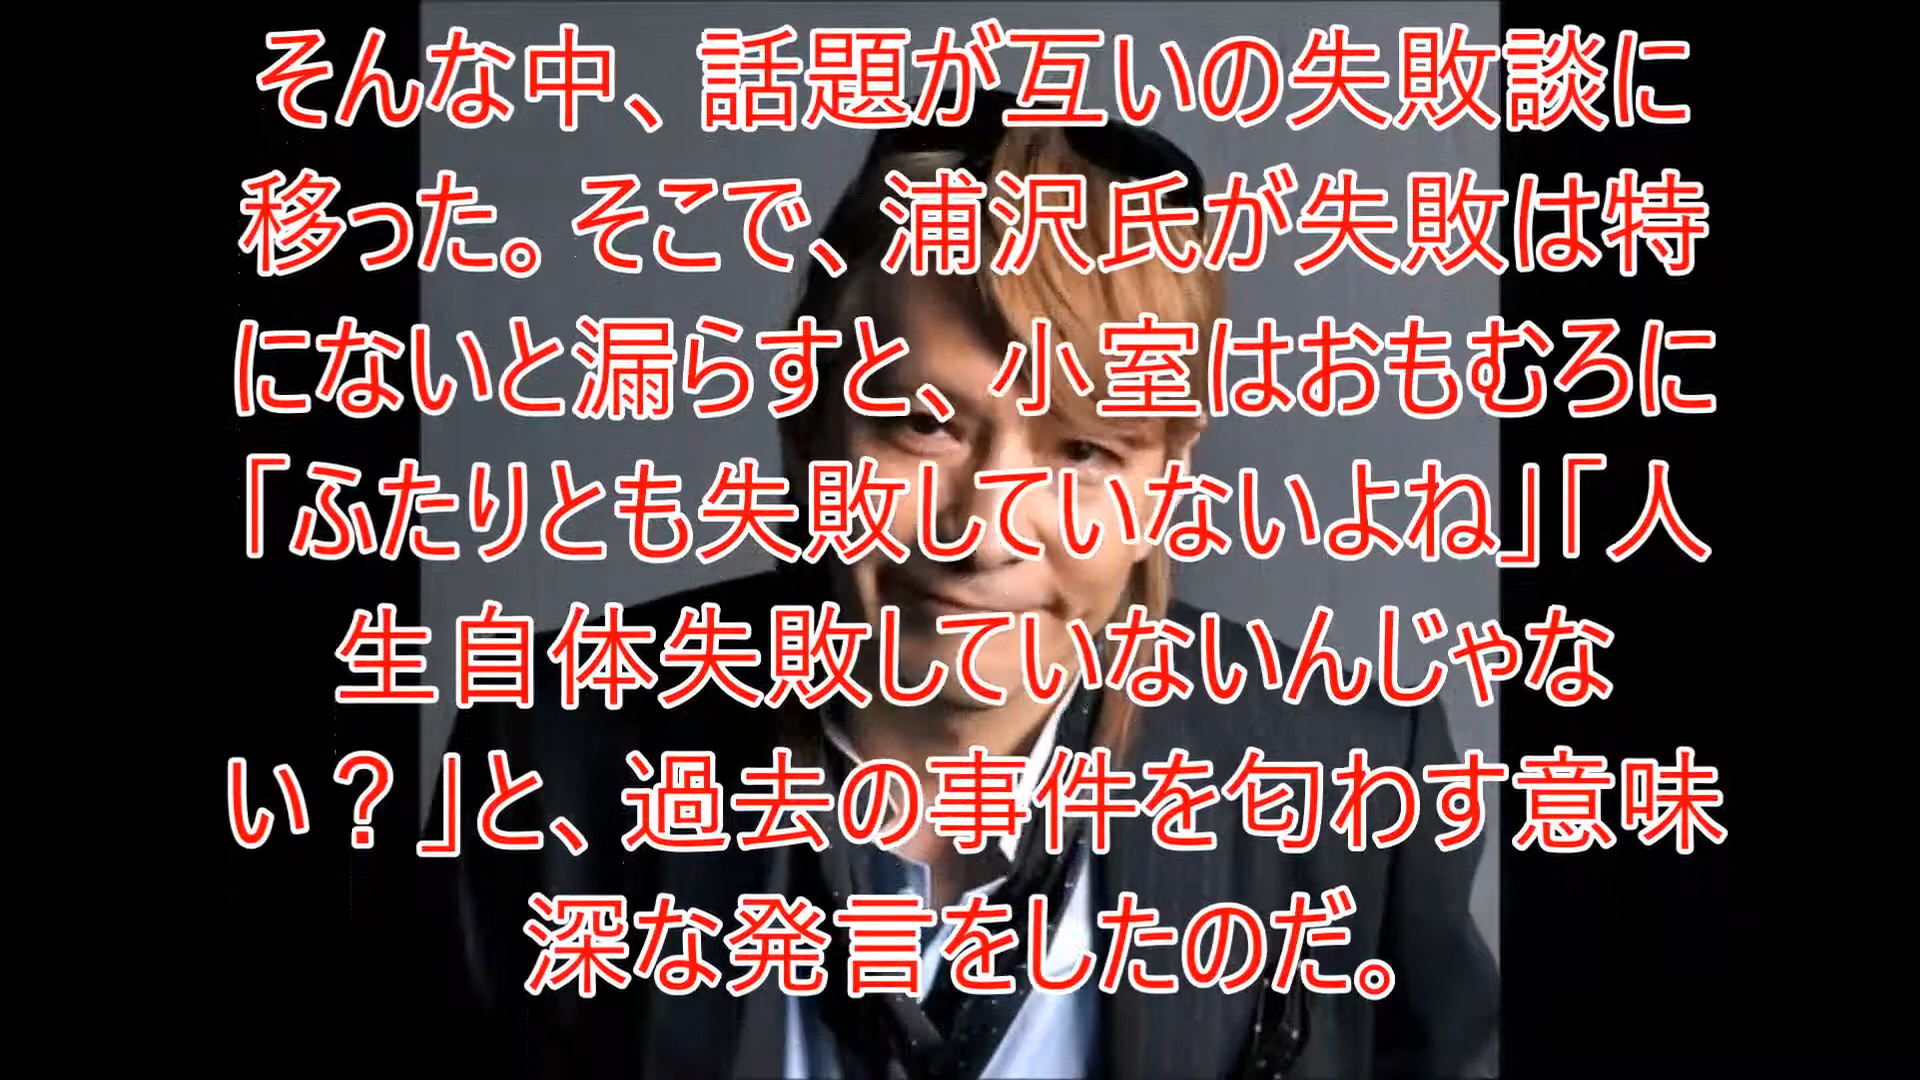 そんな中、話題が互いの失敗談に
移った。そこで、浦沢氏が失敗は特
にないと漏らすと、小室はおもむろに
「ふたりとも失敗していないよね」「人
生自体失敗していないんじゃな
い？」と、過去の事件を匂わす意味
深な発言をしたのだ。